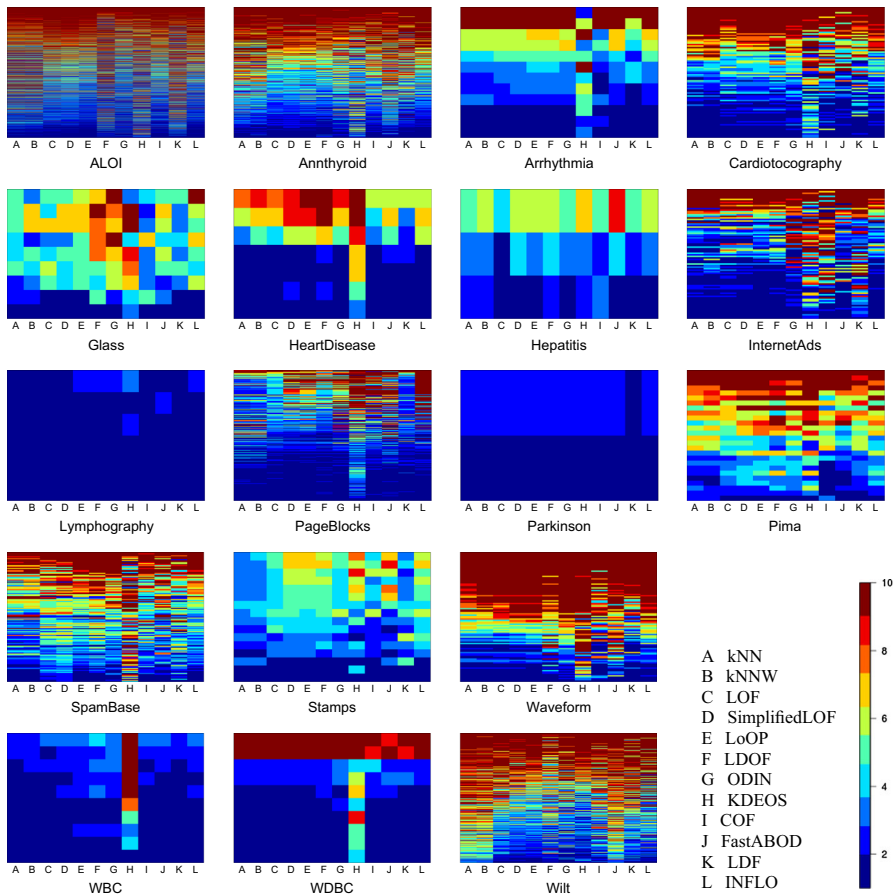 A B C D E F G H I J K L A B C D E F G H I J K L A B C D E F G H I J K L A B C D E F G H I J K L
ALOI Annthyroid Arrhythmia Cardiotocography
A B C D E F G H I J K L A B C D E F G H I J K L A B C D E F G H I J K L A B C D E F G H I J K L
Glass HeartDisease Hepatitis InternetAds
A B C D E F G H I J K L A B C D E F G H I J K L A B C D E F G H I J K L A B C D E F G H I J K L
Lymphography PageBlocks Parkinson Pima
A B C D E F G H I J K L A B C D E F G H I J K L A B C D E F G H I J K L
SpamBase Stamps Waveform
A B C D E F G H I J K L A B C D E F G H I J K L A B C D E F G H I J K L
WBC WDBC Wilt
A kNN
B kNNW
C LOF
D SimplifiedLOF
E LoOP
F LDOF
G ODIN
H KDEOS
I COF
J FastABOD
K LDF
L INFLO
10
8
6
4
2